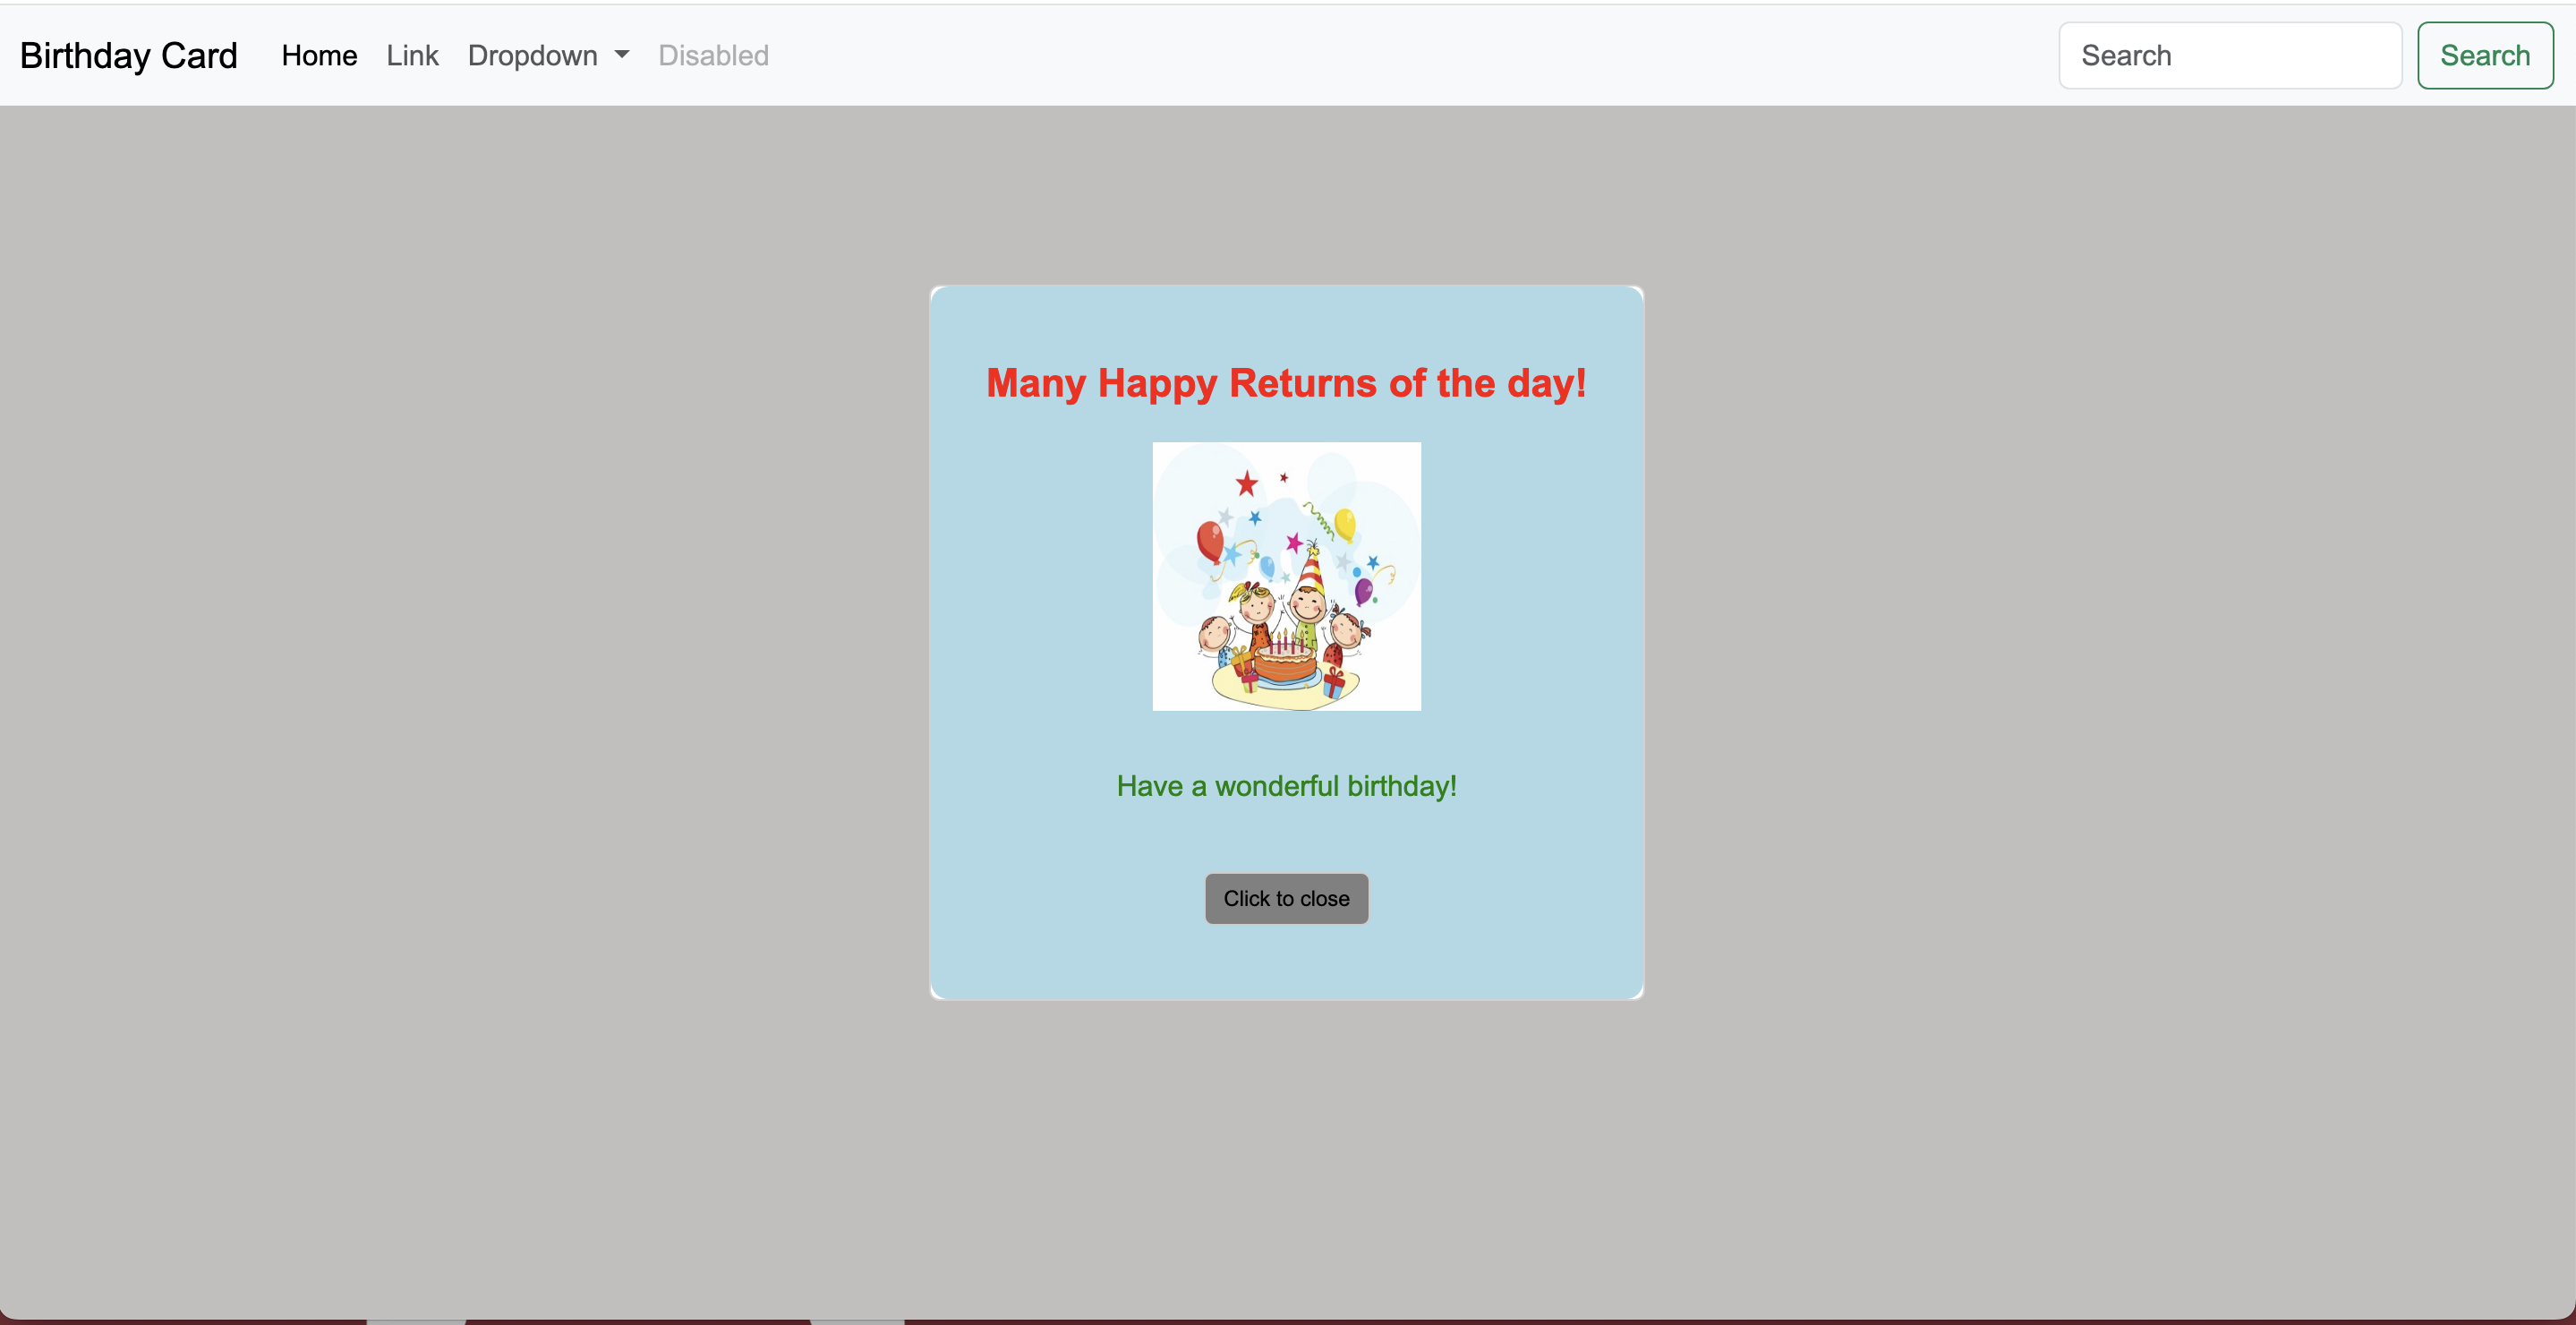 Birthday Card Home Link Dropdown Disabled Search Search
Many Happy Returns of the day!
Have a wonderful birthday!
Click to close